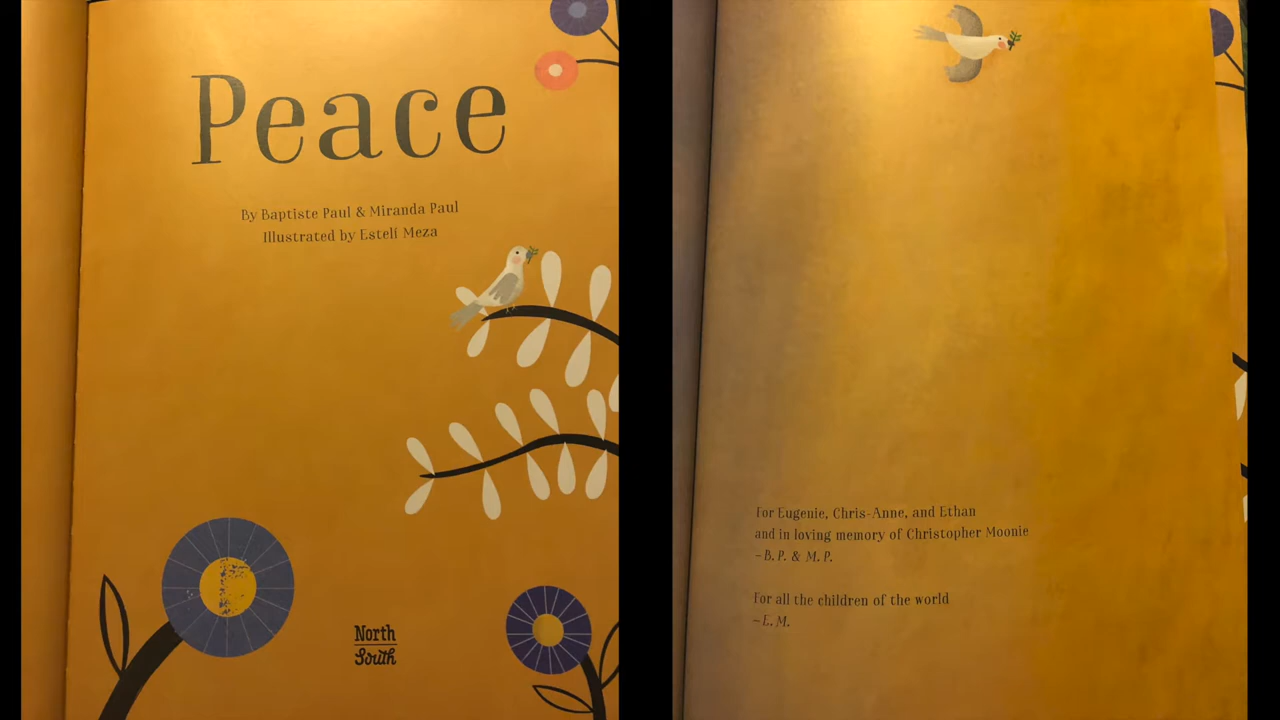 Peace
By Baptiste Paul & Miranda Paul
Illustrated by Estelí Meza
North
South
For Eugenie, Chris-Anne, and Ethan
and in loving memory of Christopher Moonie
~B. P. & M. P.
For all the children of the world
~E. M.